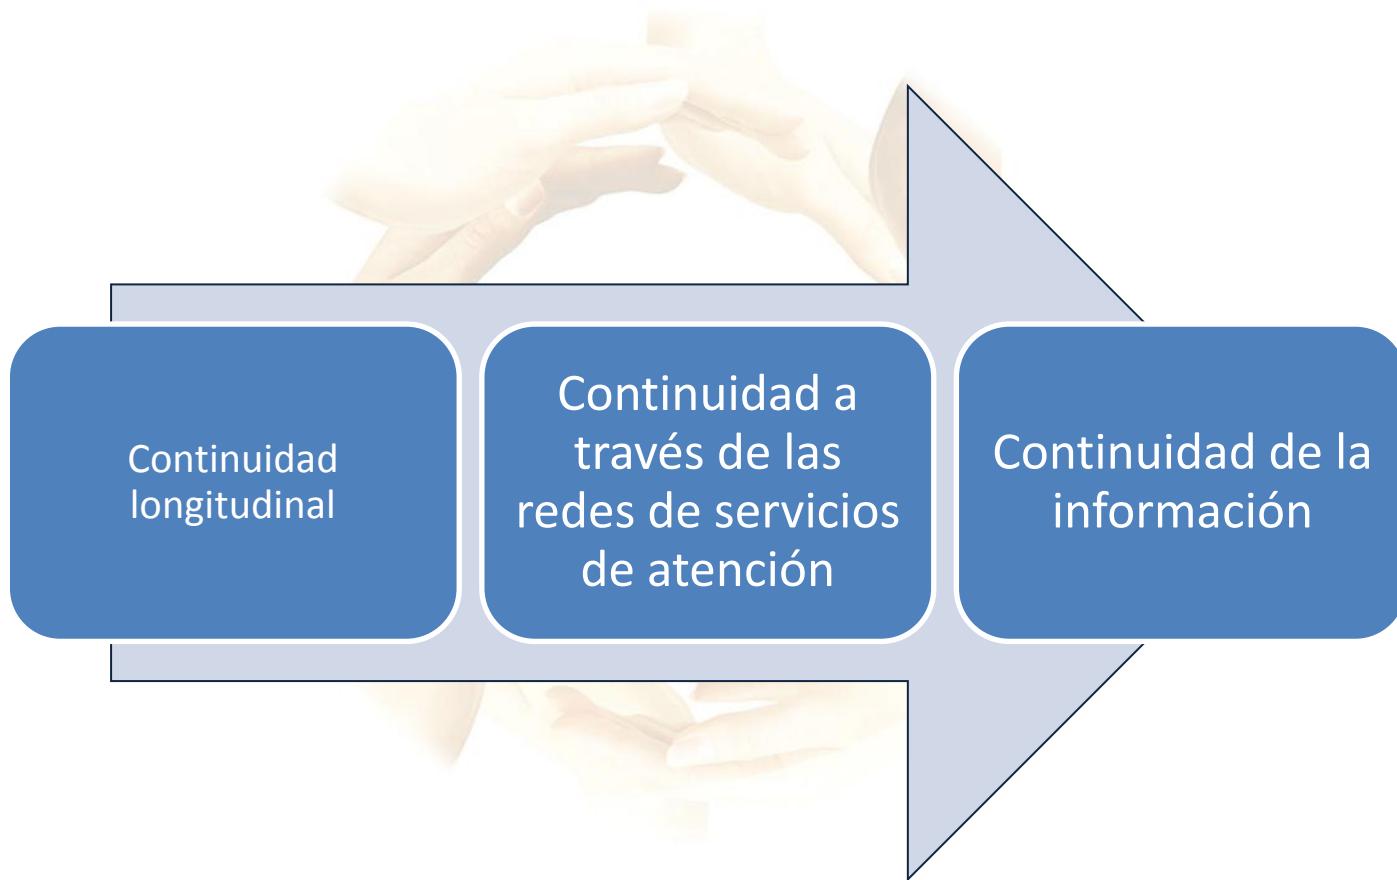 Continuidad
longitudinal
Continuidad a
través de las
redes de servicios
de atención
Continuidad de la
información